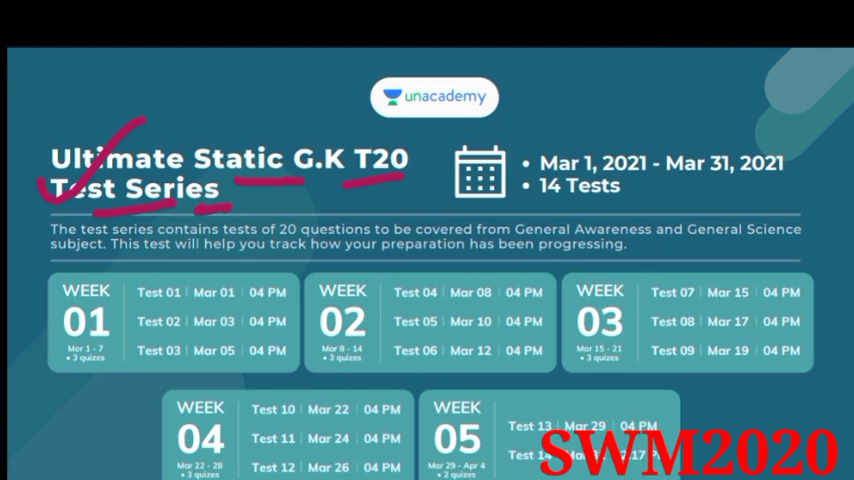 unacademy
Ultimate Static G.K T20
Test Series
• Mar 1, 2021 - Mar 31, 2021
• 14 Tests
The test series contains tests of 20 questions to be covered from General Awareness and General Science
subject. This test will help you track how your preparation has been progressing.
WEEK
01
Mar 1 - 7
• 3 quizes
Test 01 | Mar 01 | 04 PM
Test 02 | Mar 03 | 04 PM
Test 03 | Mar 05 | 04 PM
WEEK
02
Mar 8 - 14
• 3 quizes
Test 04 | Mar 08 | 04 PM
Test 05 | Mar 10 | 04 PM
Test 06 | Mar 12 | 04 PM
WEEK
03
Mar 15 - 21
• 3 quizes
Test 07 | Mar 15 | 04 PM
Test 08 | Mar 17 | 04 PM
Test 09 | Mar 19 | 04 PM
WEEK
04
Mar 22 - 28
• 3 quizes
Test 10 | Mar 22 | 04 PM
Test 11 | Mar 24 | 04 PM
Test 12 | Mar 26 | 04 PM
WEEK
05
Mar 29 - Apr 4
• 2 quizes
Test 13 | Mar 29 | 04 PM
Test 14 | Mar
SWM2020